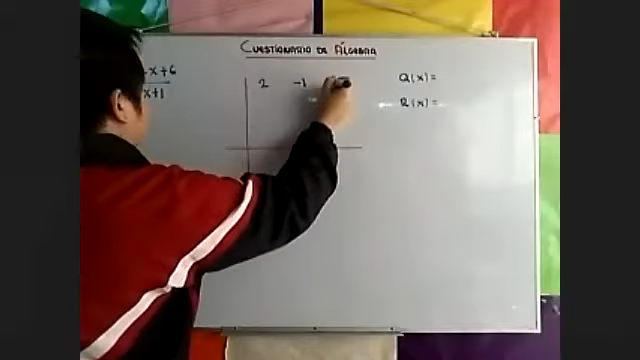 CUESTIONARIO DE ÁLGEBRA
-x+6
x+1
2 -1
Q(x)=
R(x)=